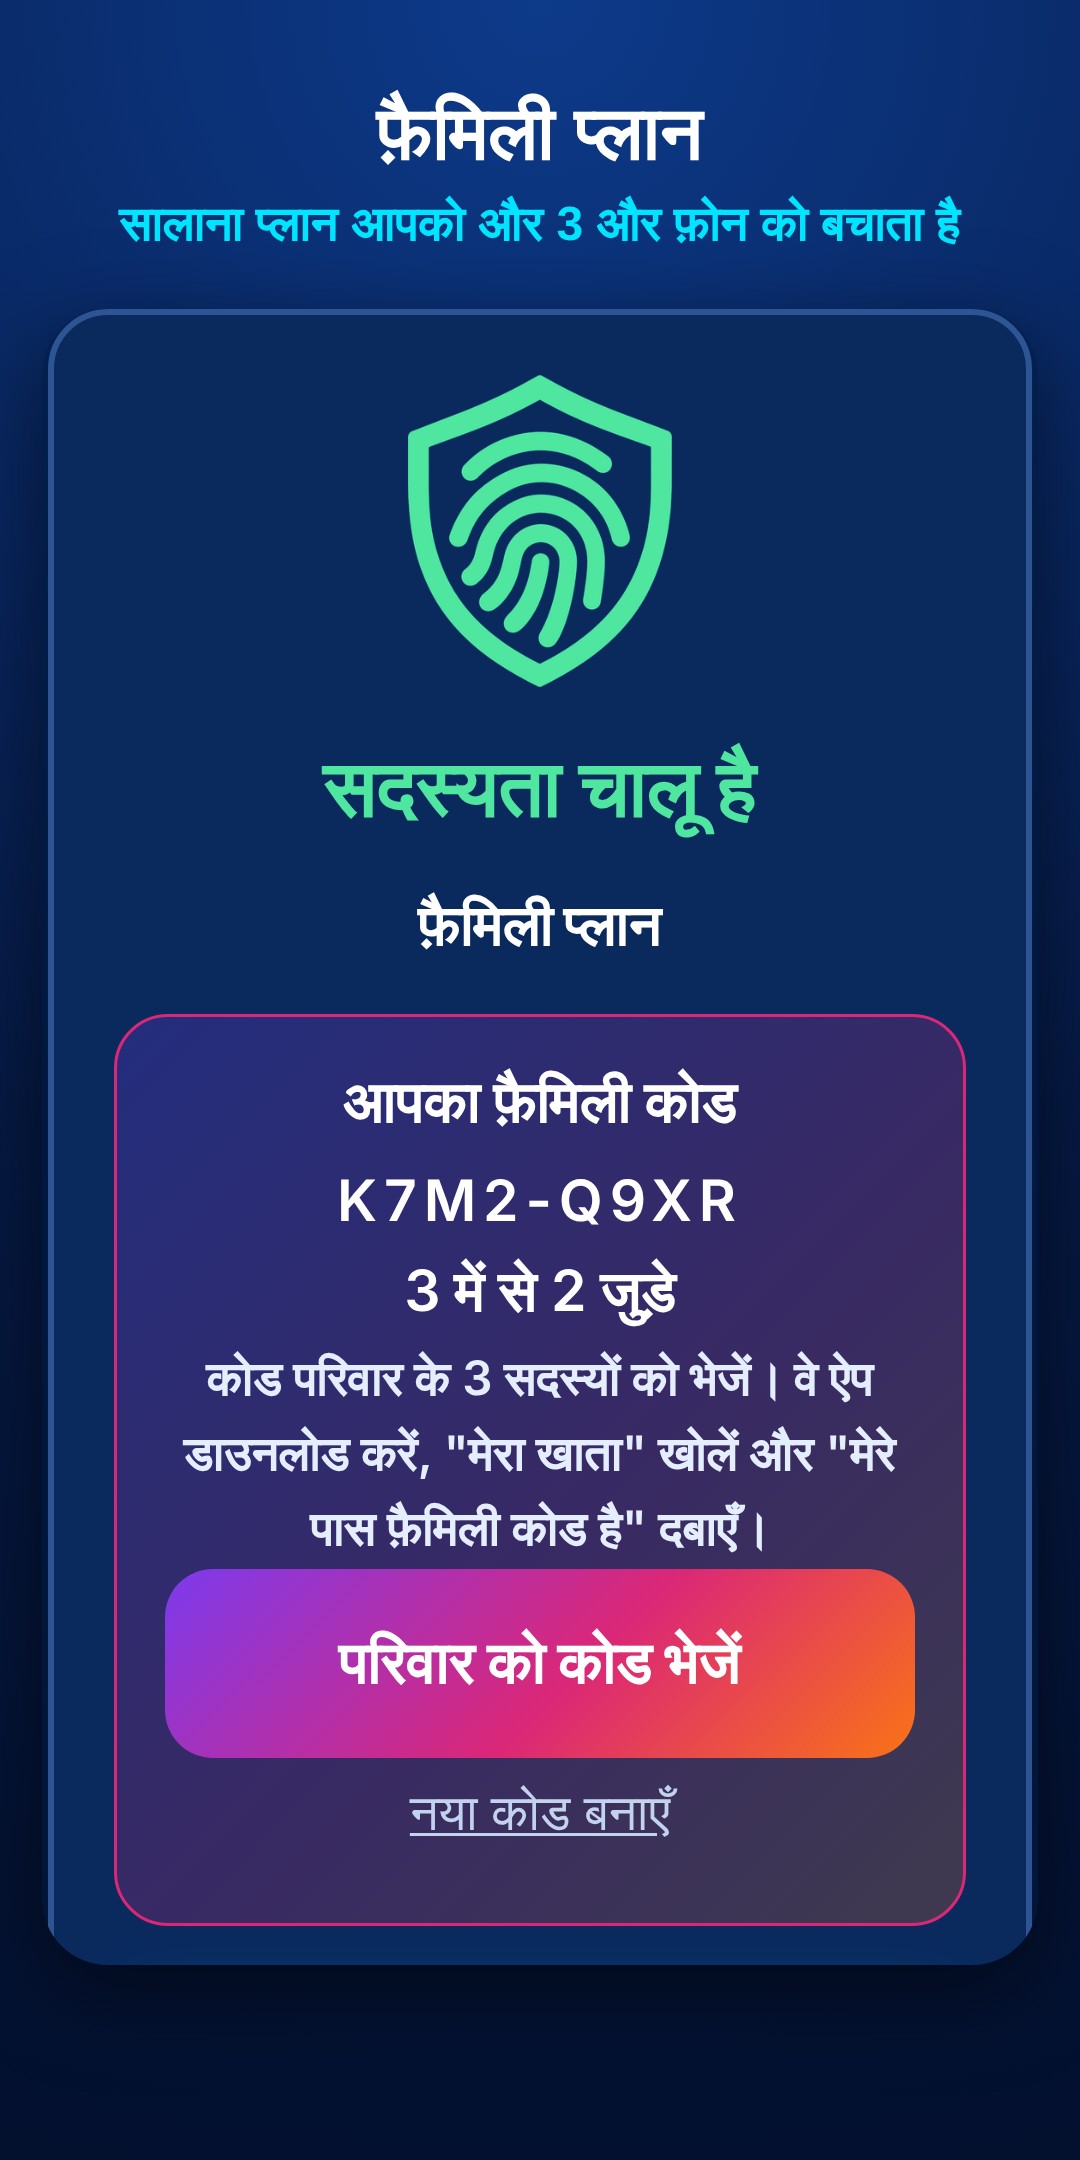 फ़ैमिली प्लान
सालाना प्लान आपको और 3 और फ़ोन को बचाता है
सदस्यता चालू है
फ़ैमिली प्लान
आपका फ़ैमिली कोड
K7M2-Q9XR
3 में से 2 जुड़े
कोड परिवार के 3 सदस्यों को भेजें। वे ऐप
डाउनलोड करें, "मेरा खाता" खोलें और "मेरे
पास फ़ैमिली कोड है" दबाएँ।
परिवार को कोड भेजें
नया कोड बनाएँ